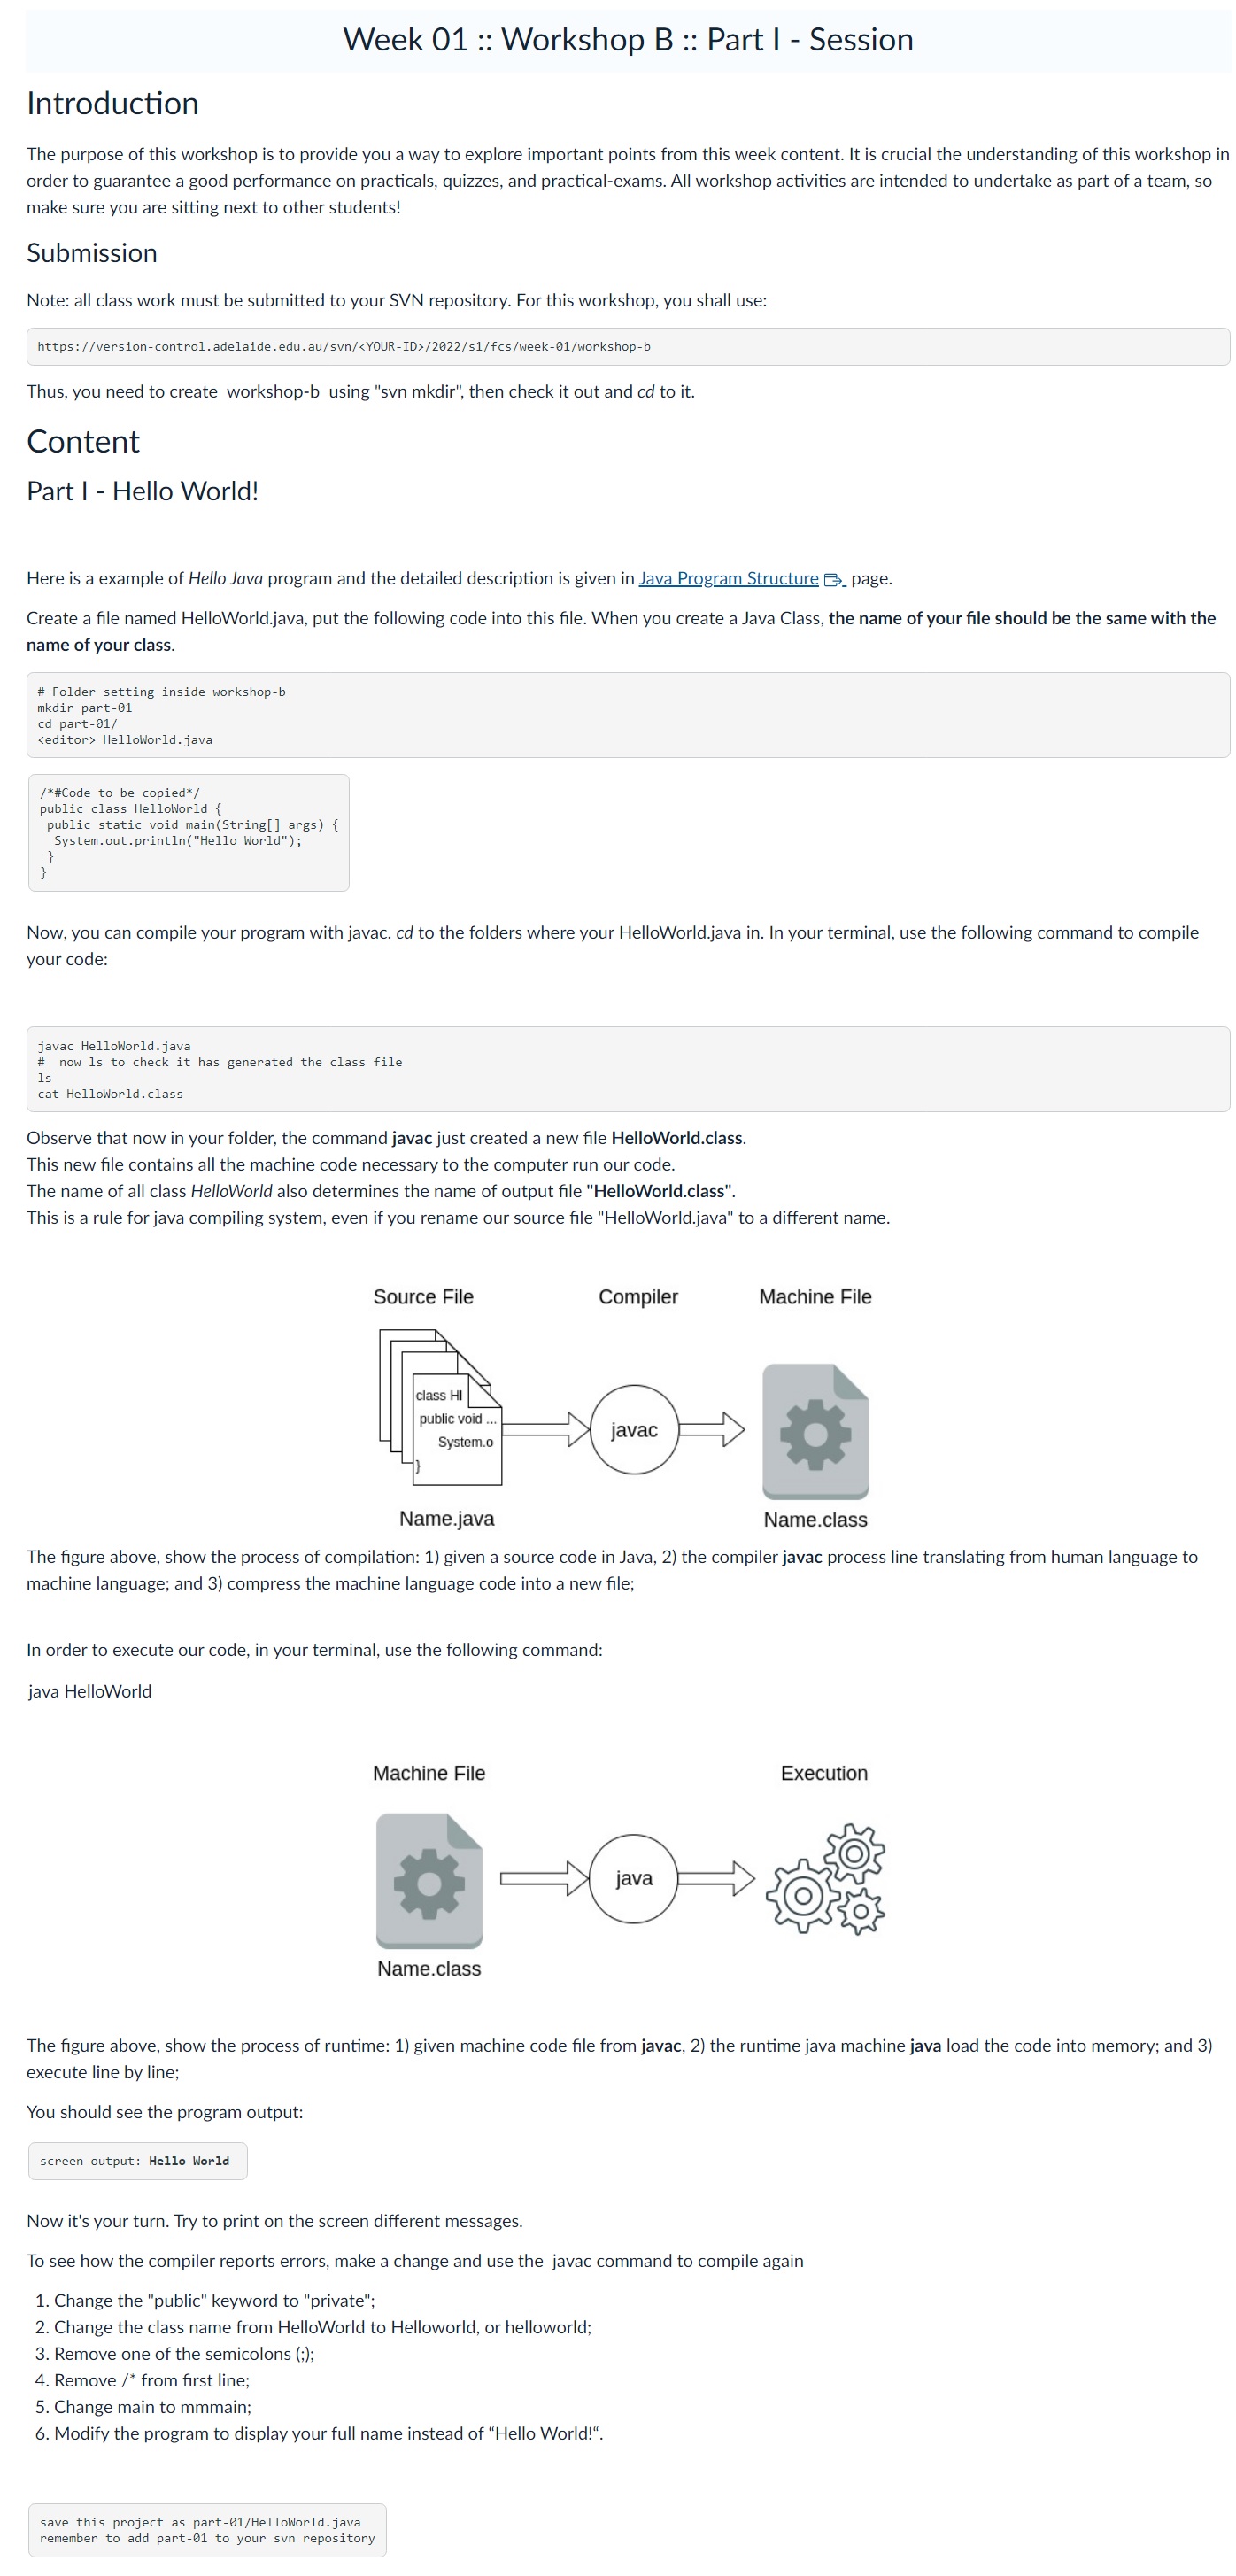 Week 01 :: Workshop B :: Part I - Session
Introduction
The purpose of this workshop is to provide you a way to explore important points from this week content. It is crucial the understanding of this workshop in
order to guarantee a good performance on practicals, quizzes, and practical-exams. All workshop activities are intended to undertake as part of a team, so
make sure you are sitting next to other students!
Submission
Note: all class work must be submitted to your SVN repository. For this workshop, you shall use:
https://version-control.adelaide.edu.au/svn/<YOUR-ID>/2022/s1/fcs/week-01/workshop-b
Thus, you need to create  workshop-b  using "svn mkdir", then check it out and cd to it.
Content
Part I - Hello World!
Here is a example of Hello Java program and the detailed description is given in Java Program Structure page.
Create a file named HelloWorld.java, put the following code into this file. When you create a Java Class, the name of your file should be the same with the
name of your class.
# Folder setting inside workshop-b
mkdir part-01
cd part-01/
<editor> HelloWorld.java
/*#Code to be copied*/
public class HelloWorld {
 public static void main(String[] args) {
  System.out.println("Hello World");
 }
}
Now, you can compile your program with javac. cd to the folders where your HelloWorld.java in. In your terminal, use the following command to compile
your code:
javac HelloWorld.java
#  now ls to check it has generated the class file
ls
cat HelloWorld.class
Observe that now in your folder, the command javac just created a new file HelloWorld.class.
This new file contains all the machine code necessary to the computer run our code.
The name of all class HelloWorld also determines the name of output file "HelloWorld.class".
This is a rule for java compiling system, even if you rename our source file "HelloWorld.java" to a different name.
Source File Compiler Machine File
class HI
public void ...
System.o
}
javac
Name.java Name.class
The figure above, show the process of compilation: 1) given a source code in Java, 2) the compiler javac process line translating from human language to
machine language; and 3) compress the machine language code into a new file;
In order to execute our code, in your terminal, use the following command:
java HelloWorld
Machine File Execution
java
Name.class
The figure above, show the process of runtime: 1) given machine code file from javac, 2) the runtime java machine java load the code into memory; and 3)
execute line by line;
You should see the program output:
screen output: Hello World
Now it's your turn. Try to print on the screen different messages.
To see how the compiler reports errors, make a change and use the  javac command to compile again
1. Change the "public" keyword to "private";
2. Change the class name from HelloWorld to Helloworld, or helloworld;
3. Remove one of the semicolons (;);
4. Remove /* from first line;
5. Change main to mmmain;
6. Modify the program to display your full name instead of “Hello World!“.
save this project as part-01/HelloWorld.java
remember to add part-01 to your svn repository